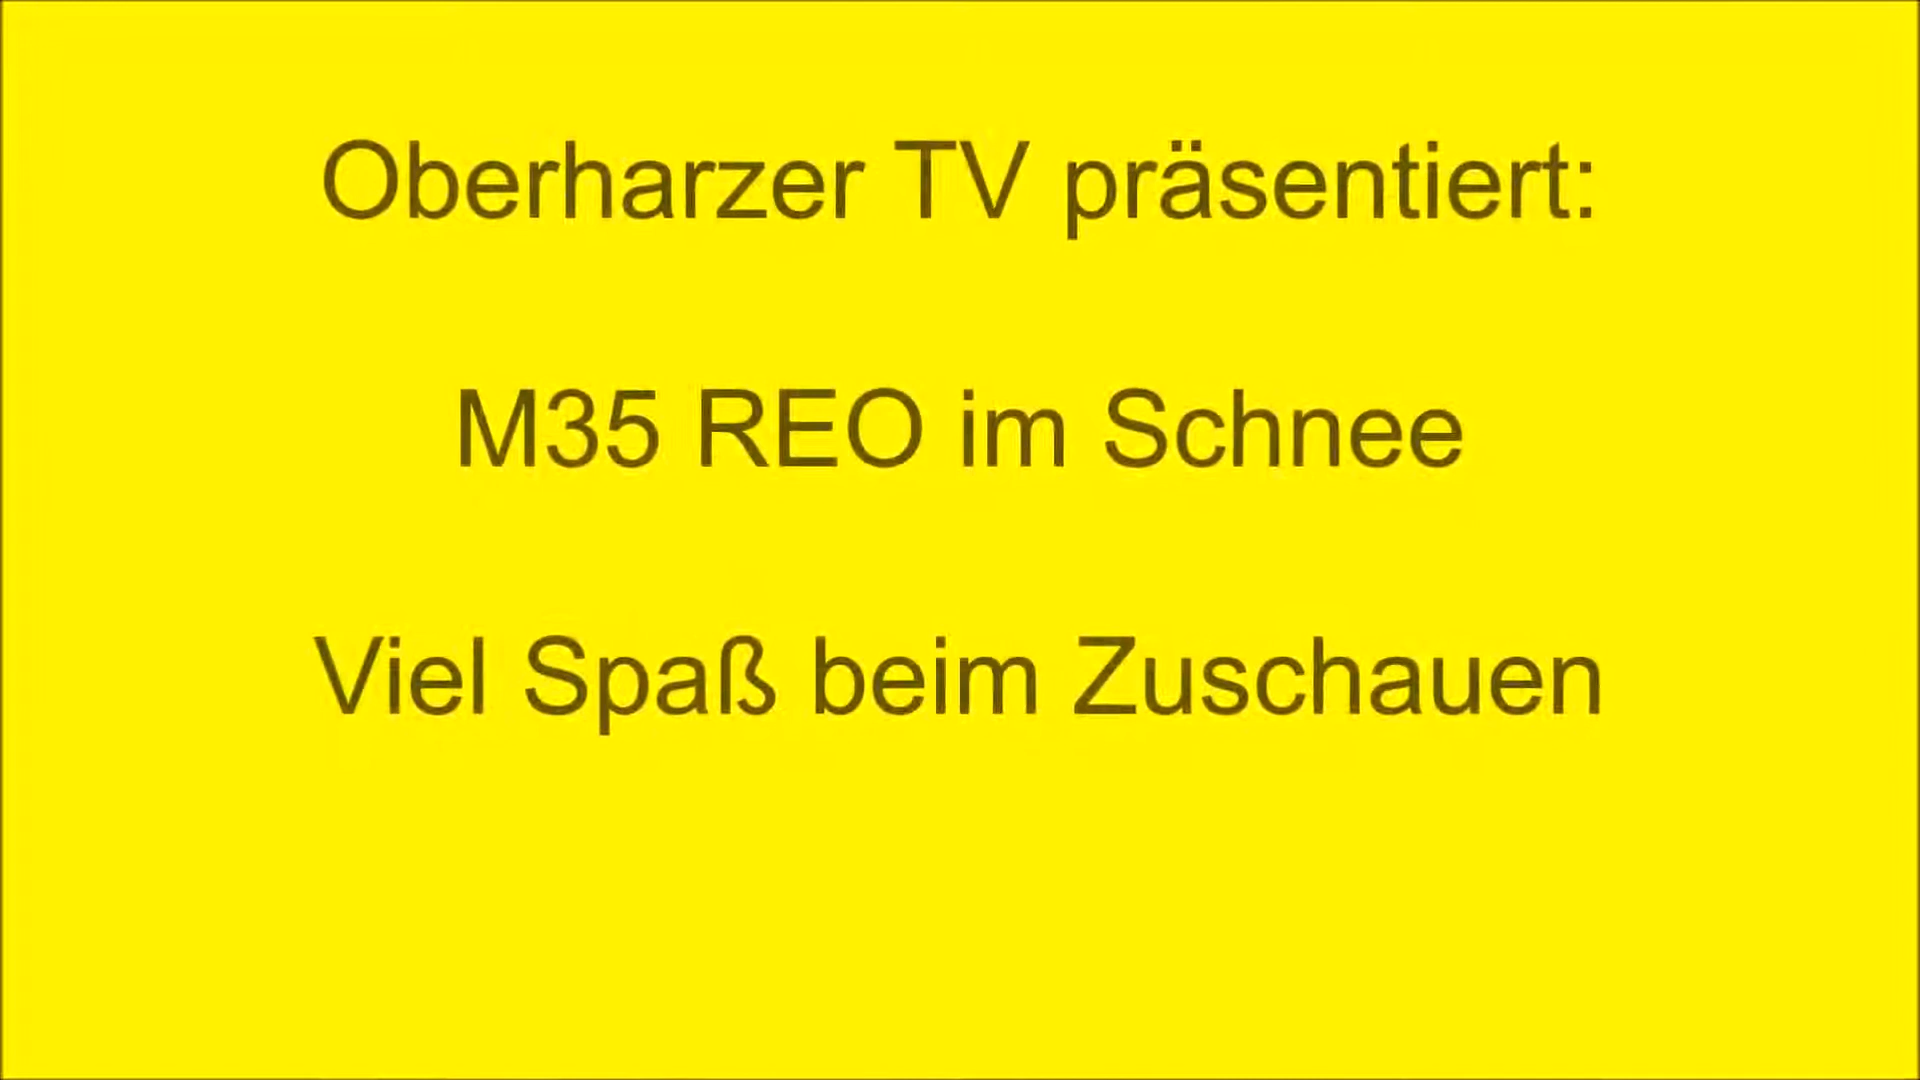 Oberharzer TV präsentiert:
M35 REO im Schnee
Viel Spaß beim Zuschauen